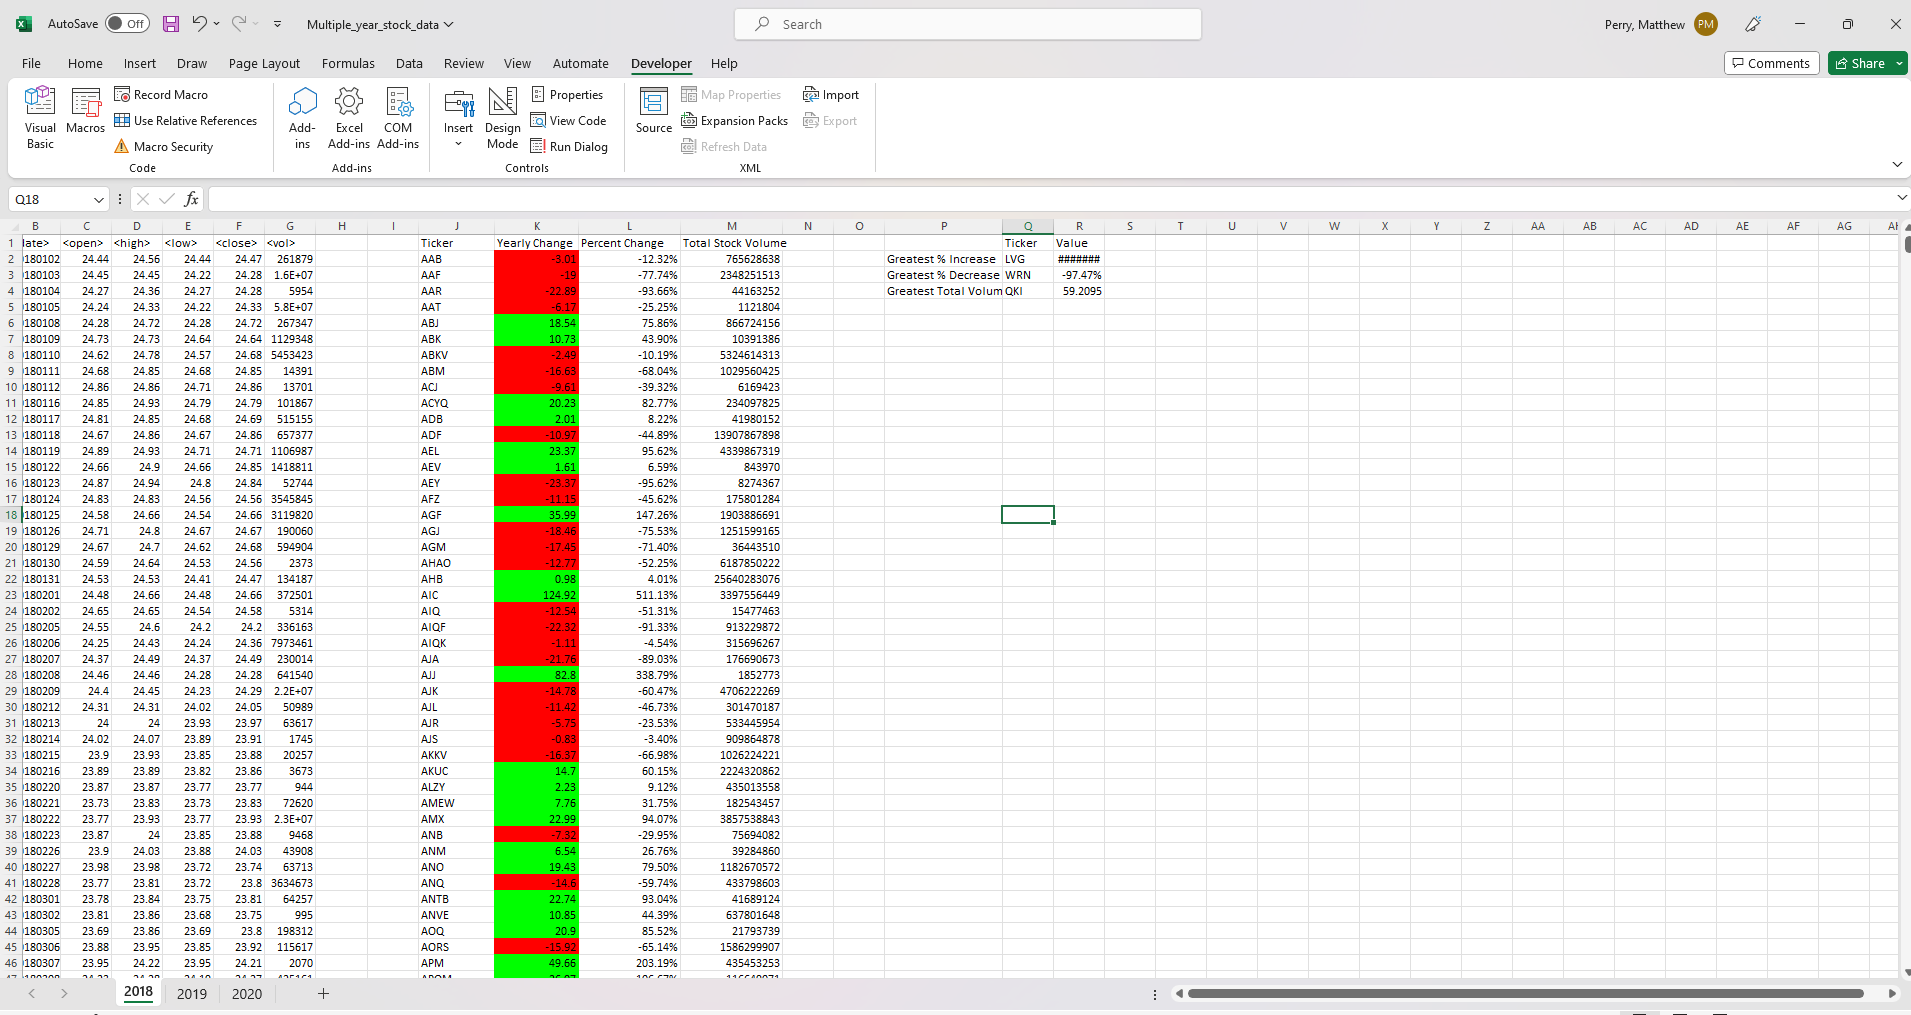 AutoSave Off Multiple_year_stock_data Search Perry, Matthew PM
File Home Insert Draw Page Layout Formulas Data Review View Automate Developer Help Comments Share
Visual Basic Macros Record Macro Use Relative References Macro Security Code
Add-ins Excel Add-ins COM Add-ins Add-ins
Insert Design Mode Properties View Code Run Dialog Controls
Source Map Properties Expansion Packs Refresh Data Import Export XML
Q18 fx
B C D E F G H I J K L M N O P Q R S T U V W X Y Z AA AB AC AD AE AF AG AH
1 late> <open> <high> <low> <close> <vol> Ticker Yearly Change Percent Change Total Stock Volume Ticker Value
2 180102 24.44 24.56 24.44 24.47 261879 AAB -3.01 -12.32% 765628638 Greatest % Increase LVG #######
3 180103 24.45 24.45 24.22 24.28 1.6E+07 AAF -19 -77.74% 2348251513 Greatest % Decrease WRN -97.47%
4 180104 24.27 24.36 24.27 24.28 5954 AAR -22.89 -93.66% 44163252 Greatest Total Volum QKI 59.2095
5 180105 24.24 24.33 24.22 24.33 5.8E+07 AAT -6.17 -25.25% 1121804
6 180108 24.28 24.72 24.28 24.72 267347 ABJ 18.54 75.86% 866724156
7 180109 24.73 24.73 24.64 24.64 1129348 ABK 10.73 43.90% 10391386
8 180110 24.62 24.78 24.57 24.68 5453423 ABKV -2.49 -10.19% 5324614313
9 180111 24.68 24.85 24.68 24.85 14391 ABM -16.63 -68.04% 1029560425
10 180112 24.86 24.86 24.71 24.86 13701 ACJ -9.61 -39.32% 6169423
11 180116 24.85 24.93 24.79 24.79 101867 ACYQ 20.23 82.77% 234097825
12 180117 24.81 24.85 24.68 24.69 515155 ADB 2.01 8.22% 41980152
13 180118 24.67 24.86 24.67 24.86 657377 ADF -10.97 -44.89% 13907867898
14 180119 24.89 24.93 24.71 24.71 1106987 AEL 23.37 95.62% 4339867319
15 180122 24.66 24.9 24.66 24.85 1418811 AEV 1.61 6.59% 843970
16 180123 24.87 24.94 24.8 24.84 52744 AEY -23.37 -95.62% 8274367
17 180124 24.83 24.83 24.56 24.56 3545845 AFZ -11.15 -45.62% 175801284
18 180125 24.58 24.66 24.54 24.66 3119820 AGF 35.99 147.26% 1903886691
19 180126 24.71 24.8 24.67 24.67 190060 AGJ -18.46 -75.53% 1251599165
20 180129 24.67 24.7 24.62 24.68 594904 AGM -17.45 -71.40% 36443510
21 180130 24.59 24.64 24.53 24.56 2373 AHAO -12.77 -52.25% 6187850222
22 180131 24.53 24.53 24.41 24.47 134187 AHB 0.98 4.01% 25640283076
23 180201 24.48 24.66 24.48 24.66 372501 AIC 124.92 511.13% 3397556449
24 180202 24.65 24.65 24.54 24.58 5314 AIQ -12.54 -51.31% 15477463
25 180205 24.55 24.6 24.2 24.2 336163 AIQF -22.32 -91.33% 913229872
26 180206 24.25 24.43 24.24 24.36 7973461 AIQK -1.11 -4.54% 315696267
27 180207 24.37 24.49 24.37 24.49 230014 AJA -21.76 -89.03% 176690673
28 180208 24.46 24.46 24.28 24.28 641540 AJJ 82.8 338.79% 1852773
29 180209 24.4 24.45 24.23 24.29 2.2E+07 AJK -14.78 -60.47% 4706222269
30 180212 24.31 24.31 24.02 24.05 50989 AJL -11.42 -46.73% 301470187
31 180213 24 24 23.93 23.97 63617 AJR -5.75 -23.53% 533445954
32 180214 24.02 24.07 23.89 23.91 1745 AJS -0.83 -3.40% 909864878
33 180215 23.9 23.93 23.85 23.88 20257 AKKV -16.37 -66.98% 1026224221
34 180216 23.89 23.89 23.82 23.86 3673 AKUC 14.7 60.15% 2224320862
35 180220 23.87 23.87 23.77 23.77 944 ALZY 2.23 9.12% 435013558
36 180221 23.73 23.83 23.73 23.83 72620 AMEW 7.76 31.75% 182543457
37 180222 23.77 23.93 23.77 23.93 2.3E+07 AMX 22.99 94.07% 3857538843
38 180223 23.87 24 23.85 23.88 9468 ANB -7.32 -29.95% 75694082
39 180226 23.9 24.03 23.88 24.03 43908 ANM 6.54 26.76% 39284860
40 180227 23.98 23.98 23.72 23.74 63713 ANO 19.43 79.50% 1182670572
41 180228 23.77 23.81 23.72 23.8 3634673 ANQ -14.6 -59.74% 433798603
42 180301 23.78 23.84 23.75 23.81 64257 ANTB 22.74 93.04% 41689124
43 180302 23.81 23.86 23.68 23.75 995 ANVE 10.85 44.39% 637801648
44 180305 23.69 23.86 23.69 23.8 198312 AOQ 20.9 85.52% 21793739
45 180306 23.88 23.95 23.85 23.92 115617 AORS -15.92 -65.14% 1586299907
46 180307 23.95 24.22 23.95 24.21 2070 APM 49.66 203.19% 435453253
2018 2019 2020